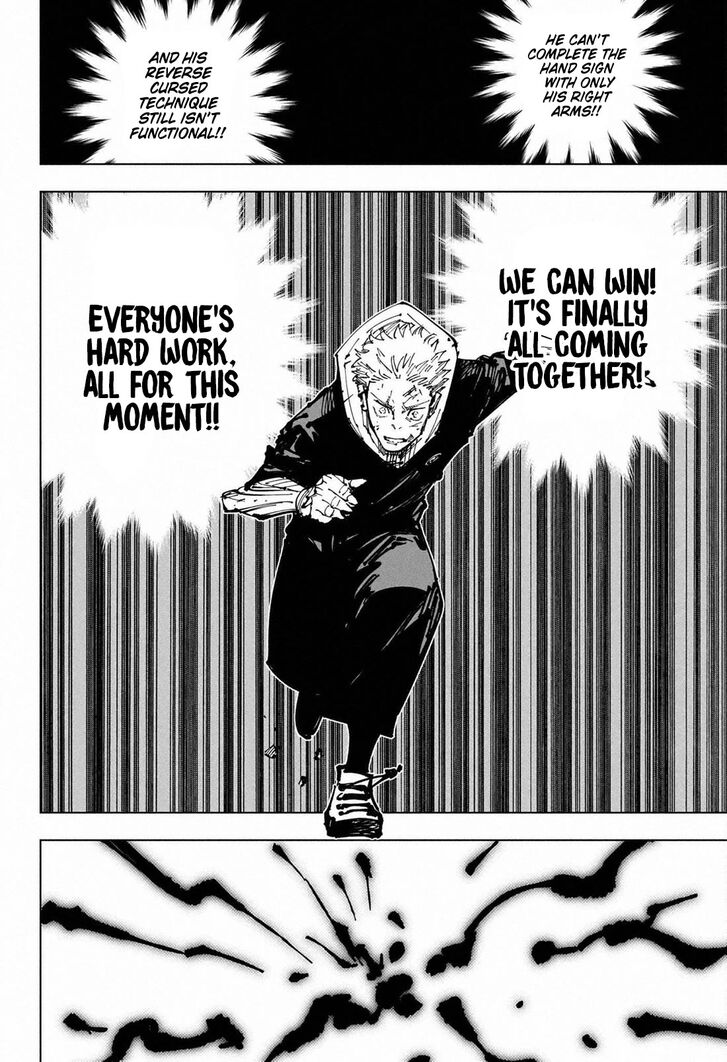 HE CAN'T
COMPLETE THE
HAND SIGN
WITH ONLY
HIS RIGHT
ARMS!!
AND HIS
REVERSE
CURSED
TECHNIQUE
STILL ISN'T
FUNCTIONAL!!
WE CAN WIN!
IT'S FINALLY
ALL COMING
TOGETHER!
EVERYONE'S
HARD WORK,
ALL FOR THIS
MOMENT!!